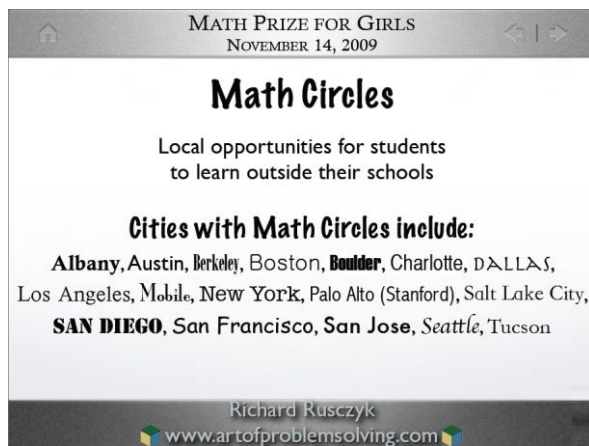 MATH PRIZE FOR GIRLS
NOVEMBER 14, 2009
Math Circles
Local opportunities for students
to learn outside their schools
Cities with Math Circles include:
Albany, Austin, Berkeley, Boston, Boulder, Charlotte, DALLAS,
Los Angeles, Mobile, New York, Palo Alto (Stanford), Salt Lake City,
SAN DIEGO, San Francisco, San Jose, Seattle, Tucson
Richard Rusczyk
www.artofproblemsolving.com